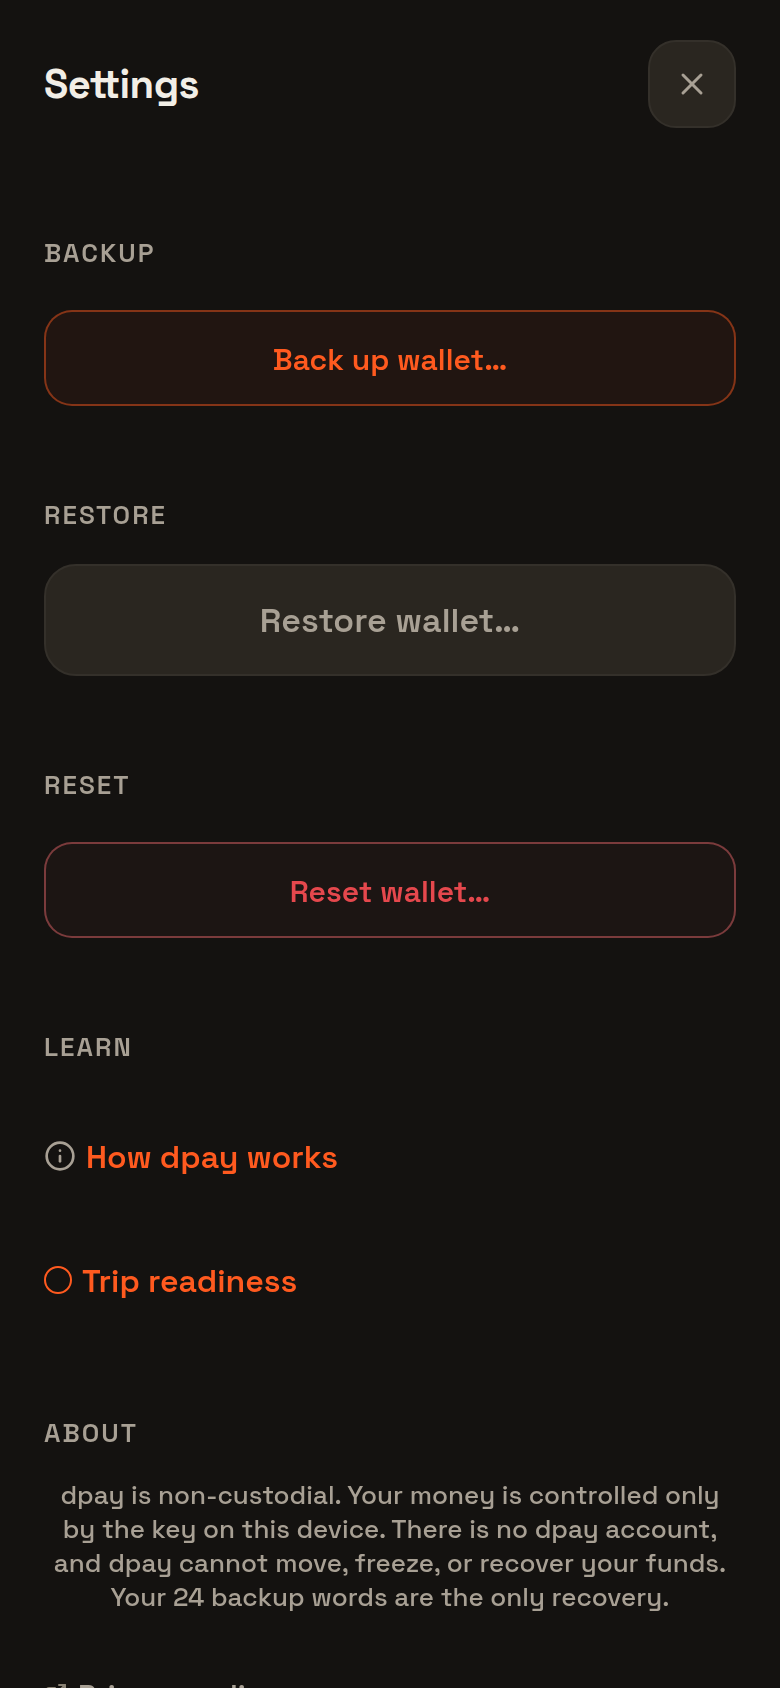 Settings
BACKUP
Back up wallet...
RESTORE
Restore wallet...
RESET
Reset wallet...
LEARN
How dpay works
Trip readiness
ABOUT
dpay is non-custodial. Your money is controlled only
by the key on this device. There is no dpay account,
and dpay cannot move, freeze, or recover your funds.
Your 24 backup words are the only recovery.